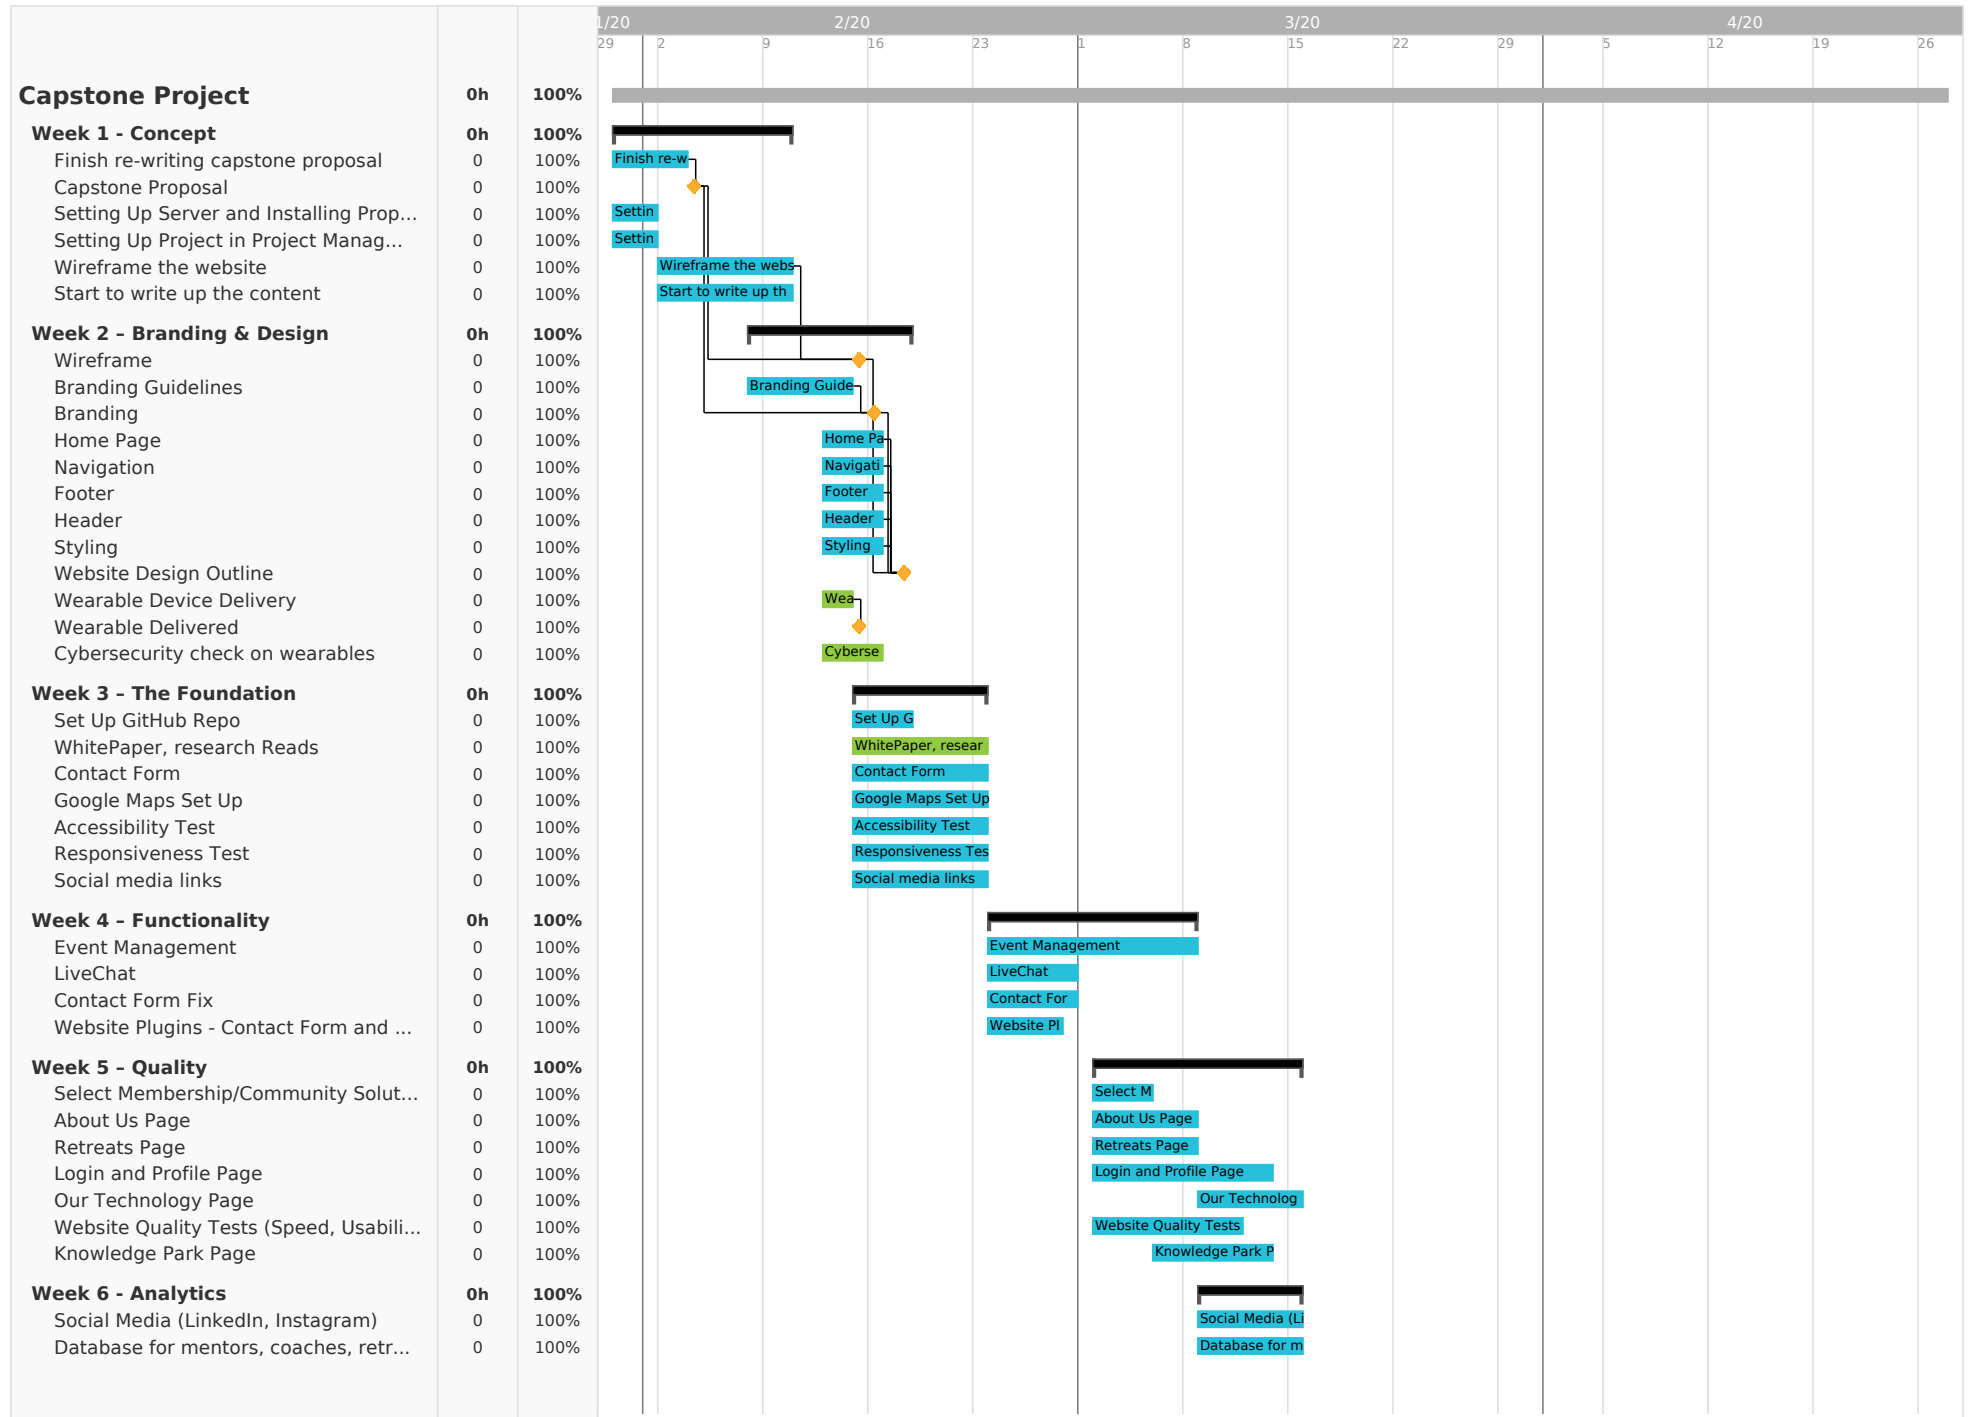 1/20 2/20 3/20 4/20
29 2 9 16 23 1 8 15 22 29 5 12 19 26
Capstone Project 0h 100%
Week 1 - Concept 0h 100%
Finish re-writing capstone proposal 0 100% Finish re-w
Capstone Proposal 0 100%
Setting Up Server and Installing Prop... 0 100% Settin
Setting Up Project in Project Manag... 0 100% Settin
Wireframe the website 0 100% Wireframe the webs
Start to write up the content 0 100% Start to write up th
Week 2 – Branding & Design 0h 100%
Wireframe 0 100%
Branding Guidelines 0 100% Branding Guide
Branding 0 100%
Home Page 0 100% Home Pa
Navigation 0 100% Navigati
Footer 0 100% Footer
Header 0 100% Header
Styling 0 100% Styling
Website Design Outline 0 100%
Wearable Device Delivery 0 100% Wea
Wearable Delivered 0 100%
Cybersecurity check on wearables 0 100% Cyberse
Week 3 – The Foundation 0h 100%
Set Up GitHub Repo 0 100% Set Up G
WhitePaper, research Reads 0 100% WhitePaper, resear
Contact Form 0 100% Contact Form
Google Maps Set Up 0 100% Google Maps Set Up
Accessibility Test 0 100% Accessibility Test
Responsiveness Test 0 100% Responsiveness Tes
Social media links 0 100% Social media links
Week 4 – Functionality 0h 100%
Event Management 0 100% Event Management
LiveChat 0 100% LiveChat
Contact Form Fix 0 100% Contact For
Website Plugins - Contact Form and ... 0 100% Website Pl
Week 5 – Quality 0h 100%
Select Membership/Community Solut... 0 100% Select M
About Us Page 0 100% About Us Page
Retreats Page 0 100% Retreats Page
Login and Profile Page 0 100% Login and Profile Page
Our Technology Page 0 100% Our Technolog
Website Quality Tests (Speed, Usabili... 0 100% Website Quality Tests
Knowledge Park Page 0 100% Knowledge Park P
Week 6 - Analytics 0h 100%
Social Media (LinkedIn, Instagram) 0 100% Social Media (Li
Database for mentors, coaches, retr... 0 100% Database for m